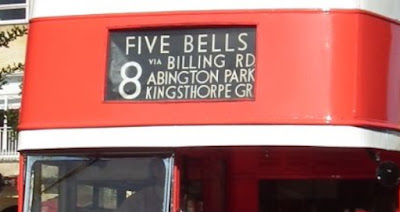 FIVE BELLS
8 VIA BILLING RD
ABINGTON PARK
KINGSTHORPE GR